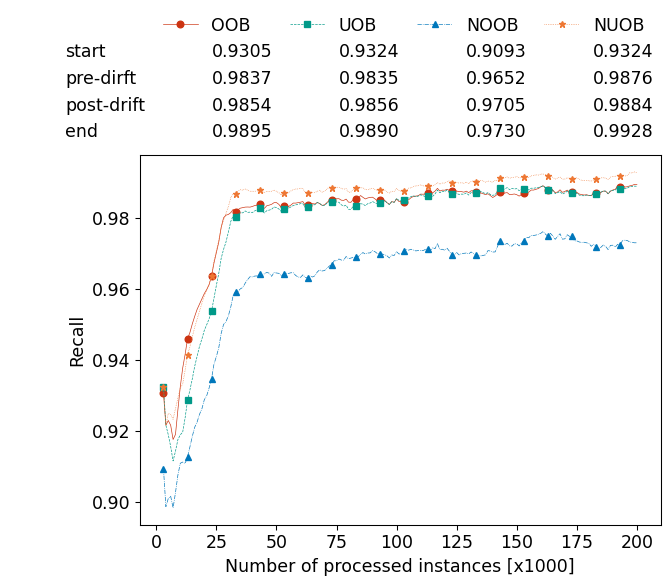 OOB UOB NOOB NUOB
start 0.9305 0.9324 0.9093 0.9324
pre-dirft 0.9837 0.9835 0.9652 0.9876
post-drift 0.9854 0.9856 0.9705 0.9884
end 0.9895 0.9890 0.9730 0.9928
0.98
0.96
0.94
0.92
0.90
Recall
0 25 50 75 100 125 150 175 200
Number of processed instances [x1000]